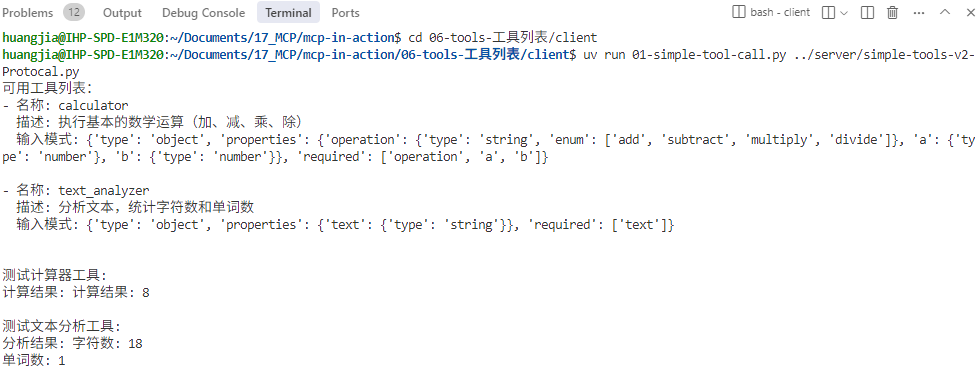 Problems 12 Output Debug Console Terminal Ports bash - client
huangjia@IHP-SPD-E1M320:~/Documents/17_MCP/mcp-in-action$ cd 06-tools-工具列表/client
huangjia@IHP-SPD-E1M320:~/Documents/17_MCP/mcp-in-action/06-tools-工具列表/client$ uv run 01-simple-tool-call.py ../server/simple-tools-v2-
Protocal.py
可用工具列表:
- 名称: calculator
  描述: 执行基本的数学运算（加、减、乘、除）
  输入模式: {'type': 'object', 'properties': {'operation': {'type': 'string', 'enum': ['add', 'subtract', 'multiply', 'divide']}, 'a': {'ty
pe': 'number'}, 'b': {'type': 'number'}}, 'required': ['operation', 'a', 'b']}
- 名称: text_analyzer
  描述: 分析文本，统计字符数和单词数
  输入模式: {'type': 'object', 'properties': {'text': {'type': 'string'}}, 'required': ['text']}
测试计算器工具:
计算结果: 计算结果: 8
测试文本分析工具:
分析结果: 字符数: 18
单词数: 1